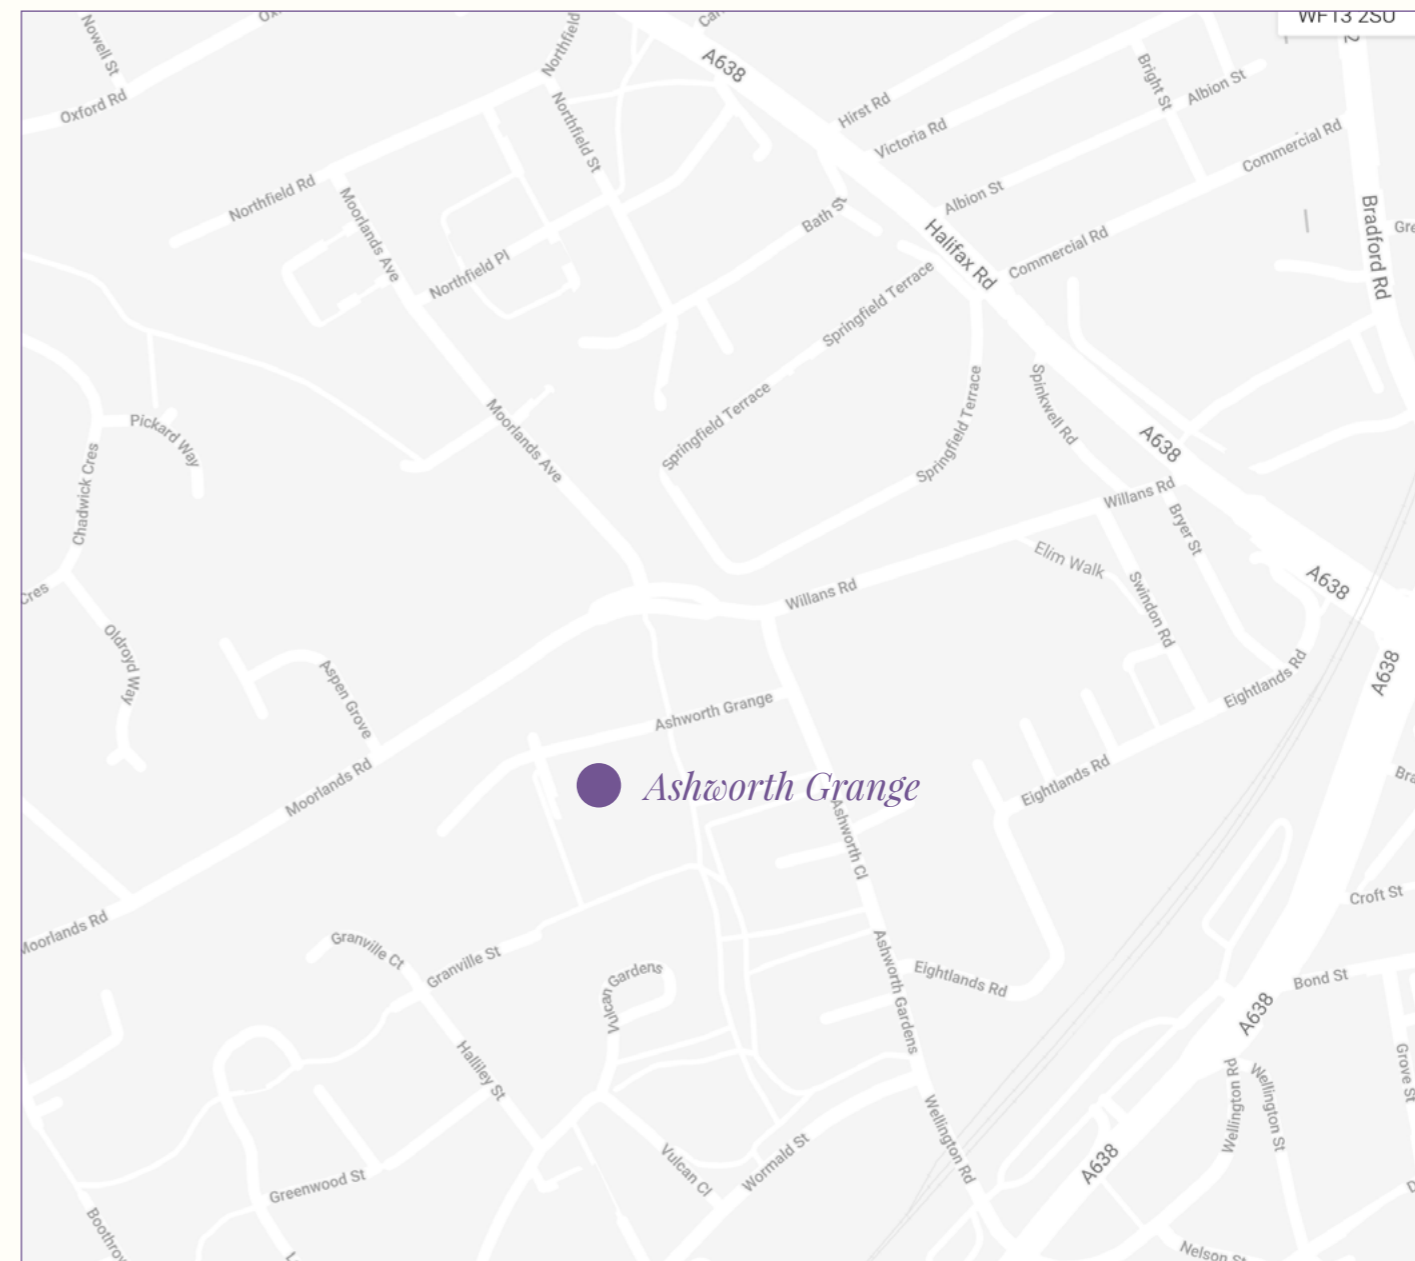 WF13 2SU
Nowell St
Oxford Rd
Northfield
A638
Northfield St
Hirst Rd
Victoria Rd
Bright St
Albion St
Commercial Rd
Northfield Rd
Moorlands Ave
Bath St
Albion St
Halifax Rd
Commercial Rd
Bradford Rd
Gre
Northfield Pl
Springfield Terrace
Pickard Way
Chadwick Cres
Moorlands Ave
Springfield Terrace
Springfield Terrace
Spinkwell Rd
A638
Willans Rd
Bryer St
Elim Walk
A638
Cres
Willans Rd
Swindon Rd
Oldroyd Way
Aspen Grove
Ashworth Grange
Eightlands Rd
A638
Moorlands Rd
Ashworth Grange
Eightlands Rd
Bra
Ashworth Cl
Croft St
Moorlands Rd
Granville Ct
Granville St
Vulcan Gardens
Ashworth Gardens
Eightlands Rd
Bond St
A638
Halliley St
Grove St
Wellington Rd
Wellington St
Wellington Rd
Vulcan Cl
Wormald St
A638
Greenwood St
Boothro
Nelson St